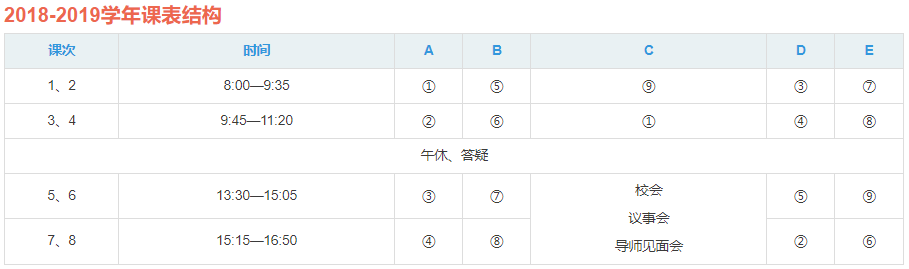 2018-2019学年课表结构
课次 时间 A B C D E
1、2 8:00—9:35 ① ⑤ ⑨ ③ ⑦
3、4 9:45—11:20 ② ⑥ ① ④ ⑧
午休、答疑
5、6 13:30—15:05 ③ ⑦ 校会 ⑤ ⑨
议事会
7、8 15:15—16:50 ④ ⑧ 导师见面会 ② ⑥